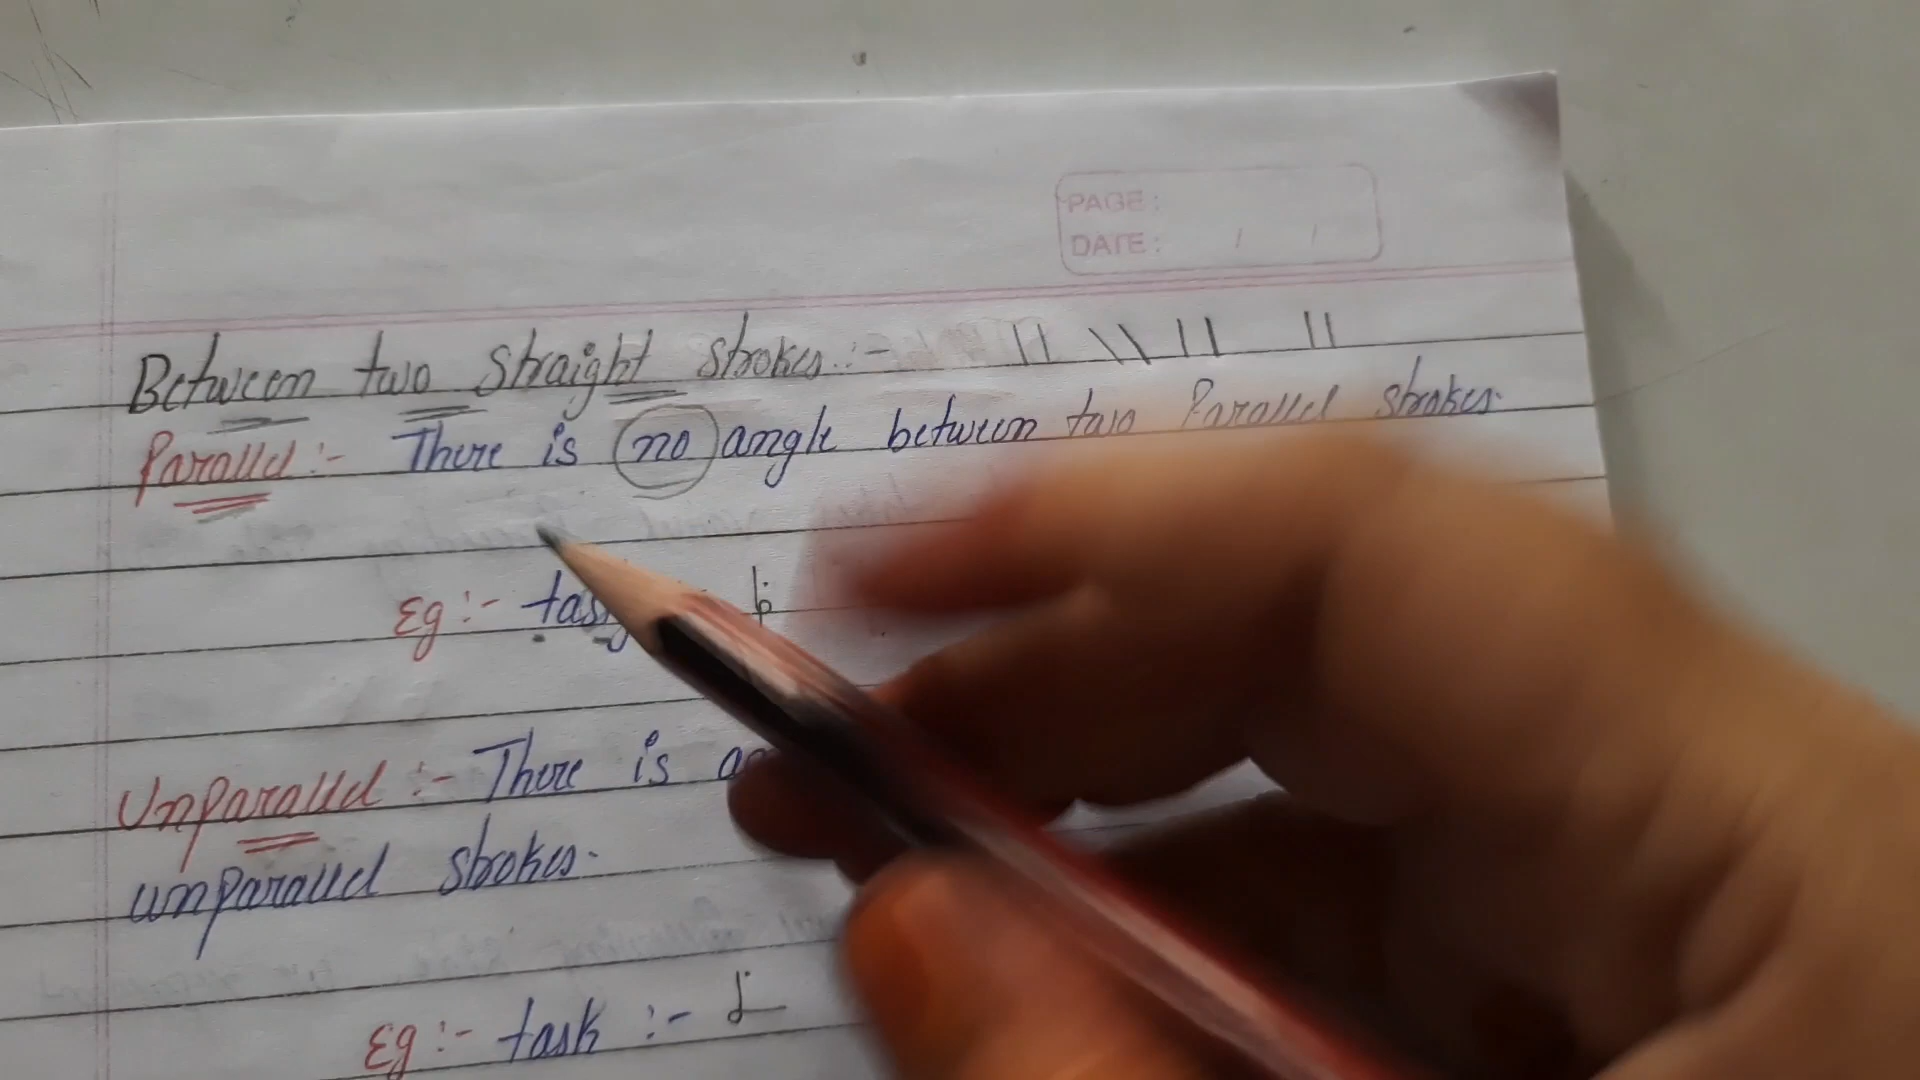 PAGE:
DATE: / /
Between two straight strokes:-
Parallel:- There is no angle between two Parallel strokes.
Eg:-
Unparallel:- There is
unparallel strokes.
Eg:- task :-